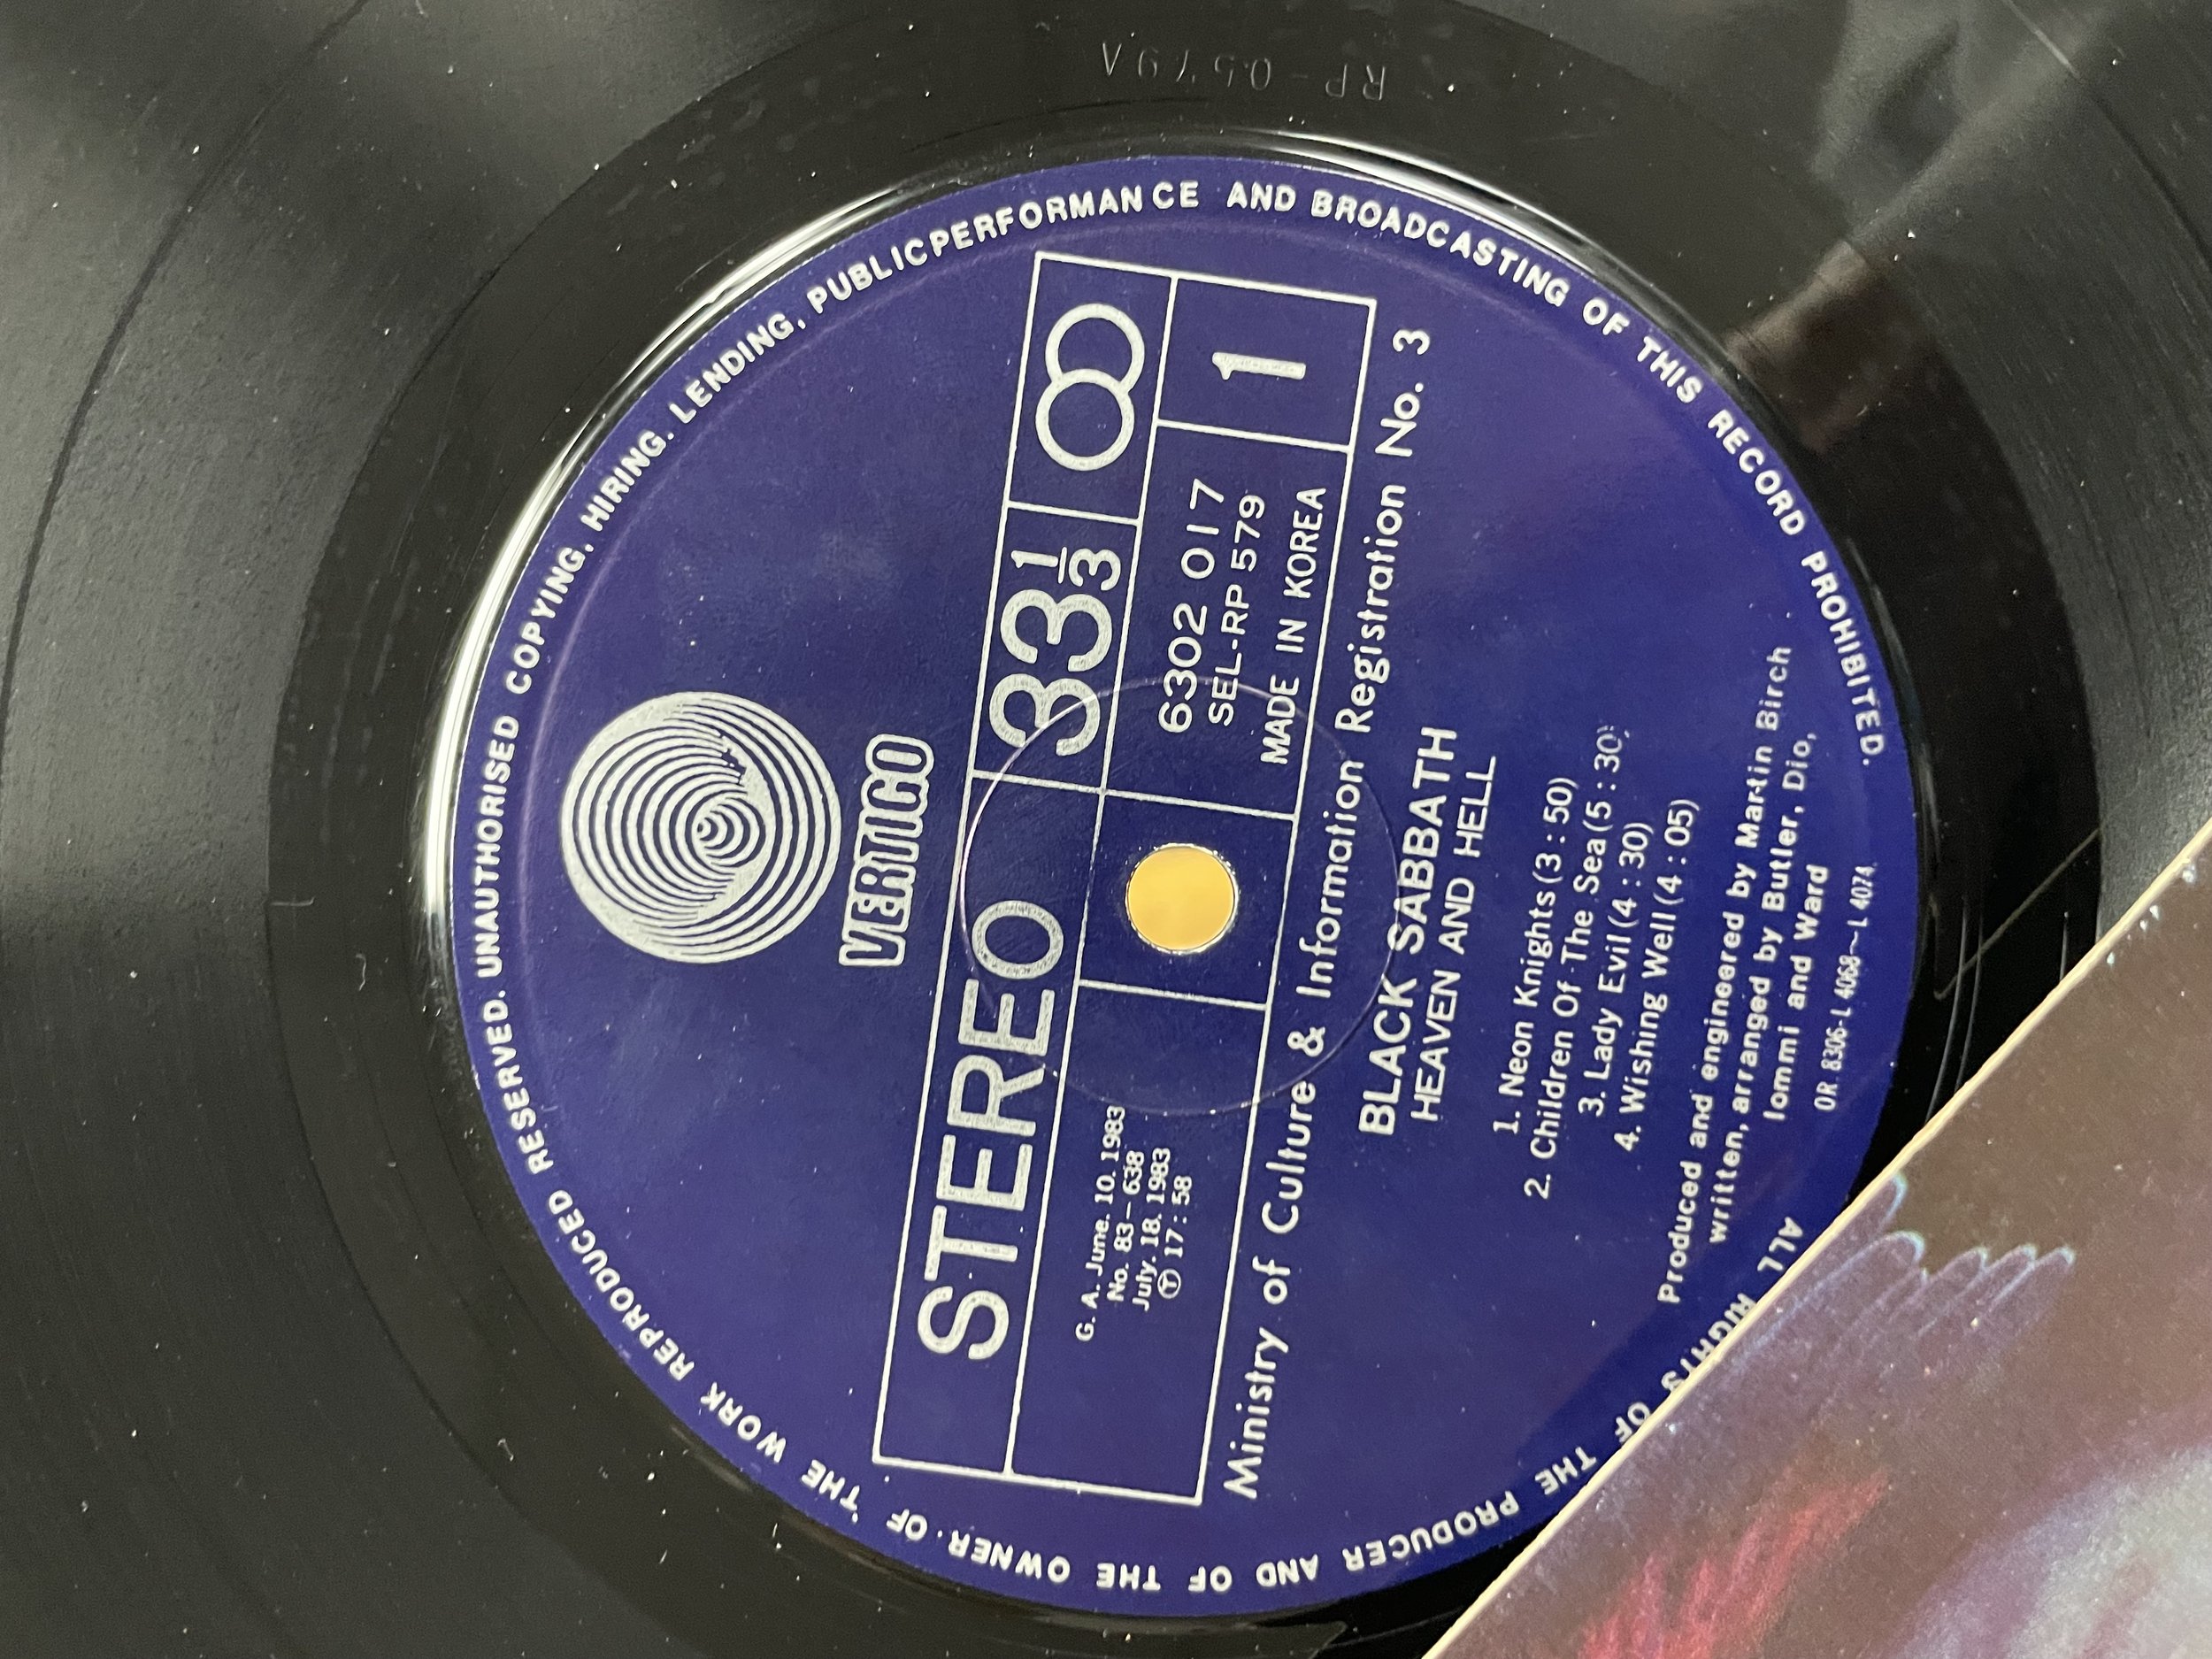 RP-0579A
VERTIGO
STEREO 33 1/3
G. A. June. 10. 1983
No. 83-638
July. 18. 1983
Ⓣ 17:58
63302 017
SEL-RP 579
MADE IN KOREA
1
Ministry of Culture & Information Registration No. 3
BLACK SABBATH
HEAVEN AND HELL
1. Neon Knights (3 : 50)
2. Children Of The Sea (5 : 30)
3. Lady Evil (4 : 30)
4. Wishing Well (4 : 05)
Produced and engineered by Martin Birch
written, arranged by Butler, Dio,
Iommi and Ward
OR 8306-L 4068~L 4074
ALL RIGHTS OF THE PRODUCER AND OF THE OWNER. OF THE WORK REPRODUCED RESERVED. UNAUTHORISED COPYING, HIRING. LENDING, PUBLIC PERFORMANCE AND BROADCASTING OF THIS RECORD PROHIBITED.